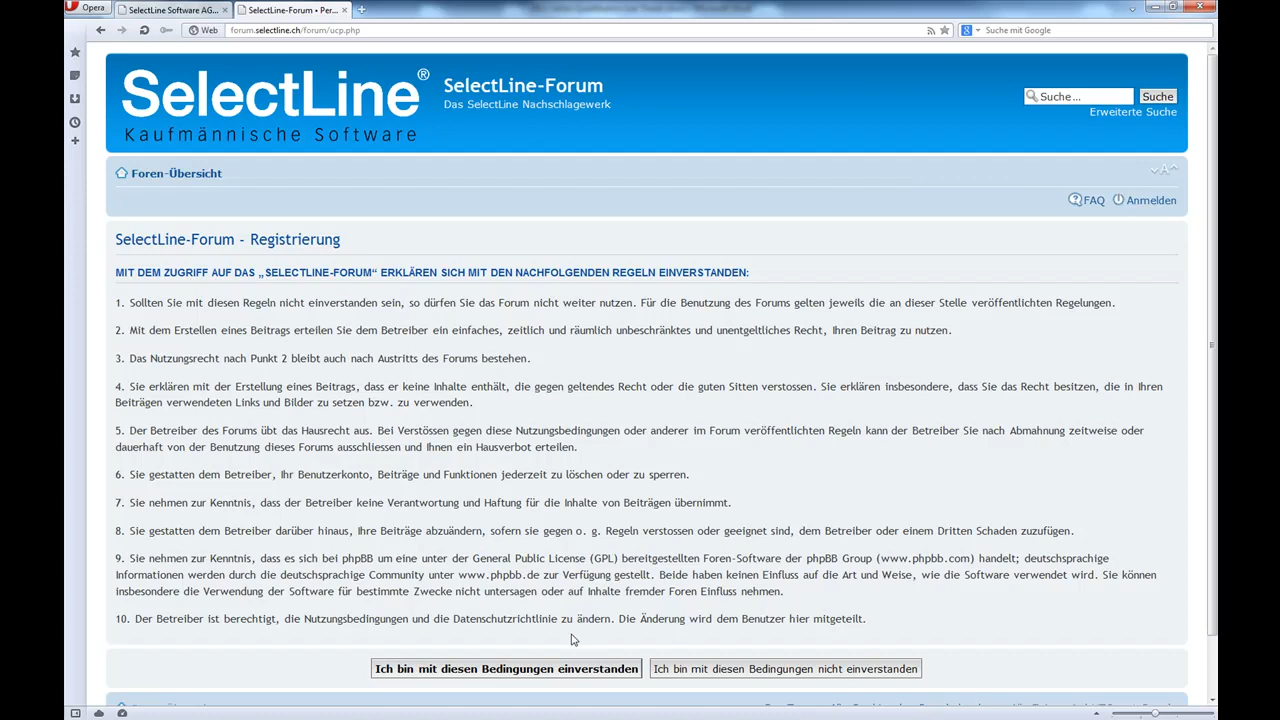 Opera
SelectLine Software AG...
SelectLine-Forum • Per...
Web
forum.selectline.ch/forum/ucp.php
Suche mit Google
SelectLine®
Kaufmännische Software
SelectLine-Forum
Das SelectLine Nachschlagewerk
Suche…
Suche
Erweiterte Suche
Foren-Übersicht
A
FAQ
Anmelden
SelectLine-Forum - Registrierung
MIT DEM ZUGRIFF AUF DAS „SELECTLINE-FORUM“ ERKLÄREN SICH MIT DEN NACHFOLGENDEN REGELN EINVERSTANDEN:
1. Sollten Sie mit diesen Regeln nicht einverstanden sein, so dürfen Sie das Forum nicht weiter nutzen. Für die Benutzung des Forums gelten jeweils die an dieser Stelle veröffentlichten Regelungen.
2. Mit dem Erstellen eines Beitrags erteilen Sie dem Betreiber ein einfaches, zeitlich und räumlich unbeschränktes und unentgeltliches Recht, Ihren Beitrag zu nutzen.
3. Das Nutzungsrecht nach Punkt 2 bleibt auch nach Austritts des Forums bestehen.
4. Sie erklären mit der Erstellung eines Beitrags, dass er keine Inhalte enthält, die gegen geltendes Recht oder die guten Sitten verstossen. Sie erklären insbesondere, dass Sie das Recht besitzen, die in Ihren
Beiträgen verwendeten Links und Bilder zu setzen bzw. zu verwenden.
5. Der Betreiber des Forums übt das Hausrecht aus. Bei Verstössen gegen diese Nutzungsbedingungen oder anderer im Forum veröffentlichten Regeln kann der Betreiber Sie nach Abmahnung zeitweise oder
dauerhaft von der Benutzung dieses Forums ausschliessen und Ihnen ein Hausverbot erteilen.
6. Sie gestatten dem Betreiber, Ihr Benutzerkonto, Beiträge und Funktionen jederzeit zu löschen oder zu sperren.
7. Sie nehmen zur Kenntnis, dass der Betreiber keine Verantwortung und Haftung für die Inhalte von Beiträgen übernimmt.
8. Sie gestatten dem Betreiber darüber hinaus, Ihre Beiträge abzuändern, sofern sie gegen o. g. Regeln verstossen oder geeignet sind, dem Betreiber oder einem Dritten Schaden zuzufügen.
9. Sie nehmen zur Kenntnis, dass es sich bei phpBB um eine unter der General Public License (GPL) bereitgestellten Foren-Software der phpBB Group (www.phpbb.com) handelt; deutschsprachige
Informationen werden durch die deutschsprachige Community unter www.phpbb.de zur Verfügung gestellt. Beide haben keinen Einfluss auf die Art und Weise, wie die Software verwendet wird. Sie können
insbesondere die Verwendung der Software für bestimmte Zwecke nicht untersagen oder auf Inhalte fremder Foren Einfluss nehmen.
10. Der Betreiber ist berechtigt, die Nutzungsbedingungen und die Datenschutzrichtlinie zu ändern. Die Änderung wird dem Benutzer hier mitgeteilt.
Ich bin mit diesen Bedingungen einverstanden
Ich bin mit diesen Bedingungen nicht einverstanden